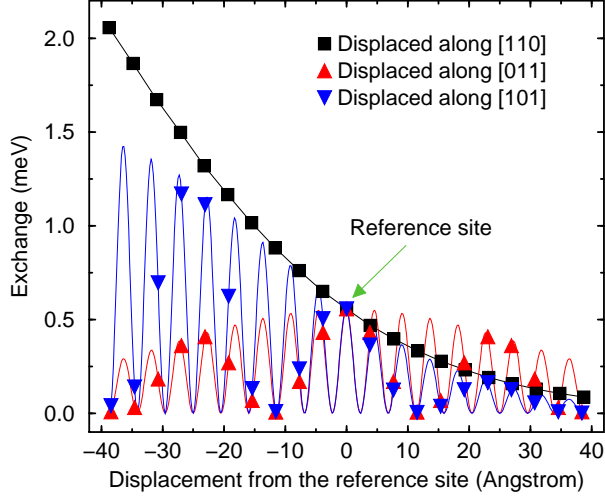 Displaced along [110]
Displaced along [011]
Displaced along [101]
Reference site
Exchange (meV)
2.0
1.5
1.0
0.5
0.0
−40 −30 −20 −10 0 10 20 30 40
Displacement from the reference site (Angstrom)